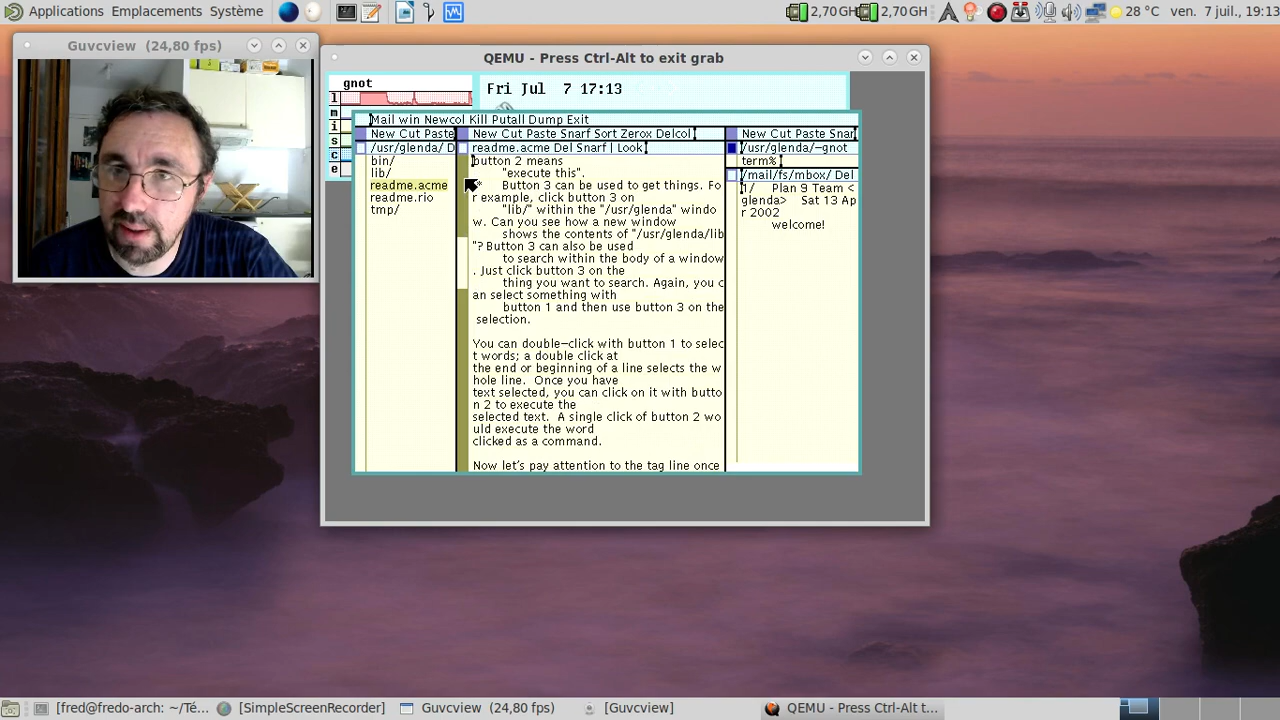 Applications Emplacements Système
2,70 GH 2,70 GH 28 °C ven. 7 juil., 19:13
Guvcview (24,80 fps)
QEMU - Press Ctrl-Alt to exit grab
gnot
Fri Jul 7 17:13
l
m
i
s
c
e
Mail win Newcol Kill Putall Dump Exit
New Cut Paste
/usr/glenda/ D
bin/
lib/
readme.acme
readme.rio
tmp/
New Cut Paste Snarf Sort Zerox Delcol
readme.acme Del Snarf | Look
button 2 means
"execute this".
* Button 3 can be used to get things. Fo
r example, click button 3 on
"lib/" within the "/usr/glenda" windo
w. Can you see how a new window
shows the contents of "/usr/glenda/lib
"? Button 3 can also be used
to search within the body of a window
. Just click button 3 on the
thing you want to search. Again, you c
an select something with
button 1 and then use button 3 on the
selection.
You can double-click with button 1 to selec
t words; a double click at
the end or beginning of a line selects the w
hole line. Once you have
text selected, you can click on it with butto
n 2 to execute the
selected text. A single click of button 2 wo
uld execute the word
clicked as a command.
Now let's pay attention to the tag line once
New Cut Paste Snar
/usr/glenda/-gnot
term%
/mail/fs/mbox/ Del
1/ Plan 9 Team <
glenda> Sat 13 Ap
r 2002
welcome!
[fred@fredo-arch: ~/Té... [SimpleScreenRecorder] Guvcview (24,80 fps) [Guvcview] QEMU - Press Ctrl-Alt t...